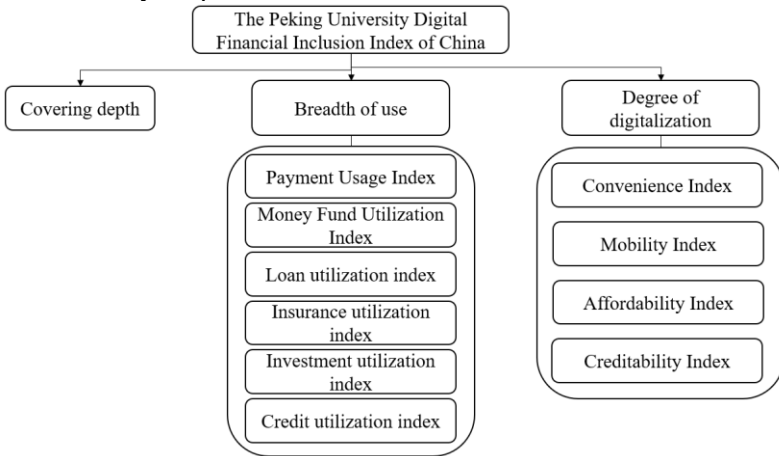 The Peking University Digital
Financial Inclusion Index of China
Covering depth
Breadth of use
Degree of
digitalization
Payment Usage Index
Money Fund Utilization
Index
Loan utilization index
Insurance utilization
index
Investment utilization
index
Credit utilization index
Convenience Index
Mobility Index
Affordability Index
Creditability Index